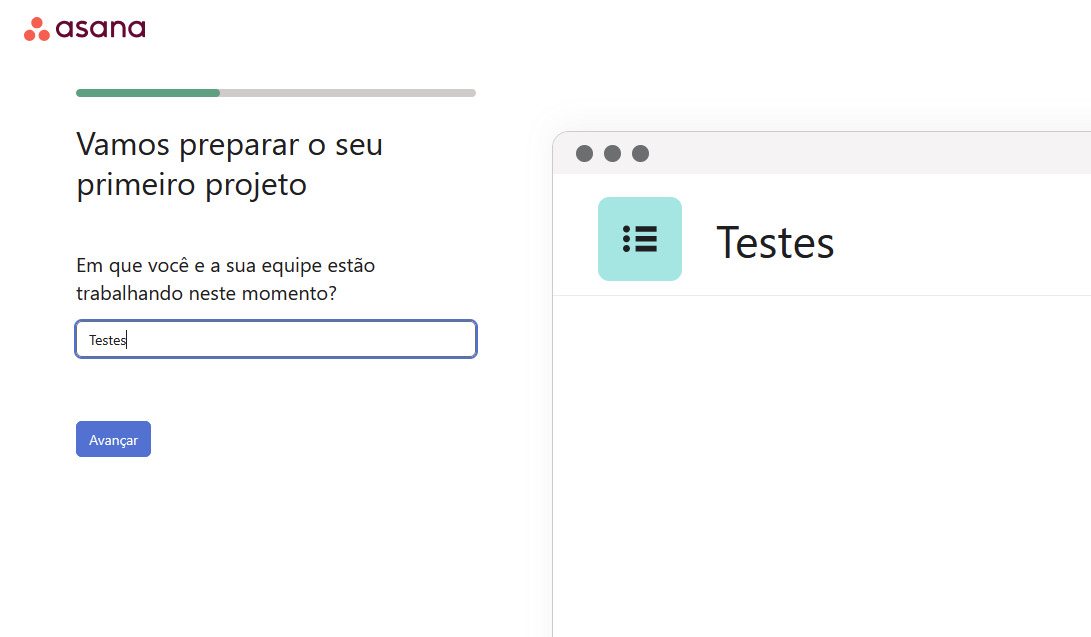 asana
Vamos preparar o seu
primeiro projeto
Em que você e a sua equipe estão
trabalhando neste momento?
Testes
Avançar
Testes